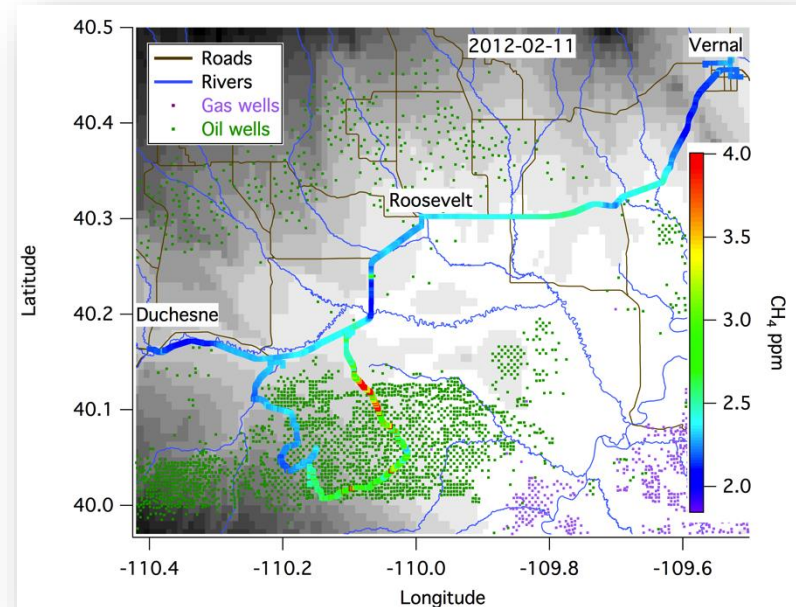 40.5
2012-02-11
Vernal
Roads
Rivers
Gas wells
Oil wells
40.4
4.0
Roosevelt
40.3
3.5
Latitude
3.0
CH₄ ppm
40.2
Duchesne
2.5
40.1
2.0
40.0
-110.4 -110.2 -110.0 -109.8 -109.6
Longitude